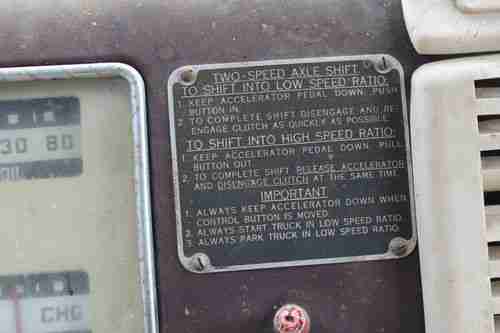 TWO-SPEED AXLE SHIFT
TO SHIFT INTO LOW SPEED RATIO:
1. KEEP ACCELERATOR PEDAL DOWN, PUSH
BUTTON IN.
2. TO COMPLETE SHIFT DISENGAGE AND RE-
ENGAGE CLUTCH AS QUICKLY AS POSSIBLE
TO SHIFT INTO HIGH SPEED RATIO:
1. KEEP ACCELERATOR PEDAL DOWN. PULL
BUTTON OUT.
2. TO COMPLETE SHIFT RELEASE ACCELERATOR
AND DISENGAGE CLUTCH AT THE SAME TIME.
IMPORTANT
1. ALWAYS KEEP ACCELERATOR DOWN WHEN
CONTROL BUTTON IS MOVED.
2. ALWAYS START TRUCK IN LOW SPEED RATIO.
3. ALWAYS PARK TRUCK IN LOW SPEED RATIO.
30 80
CHG